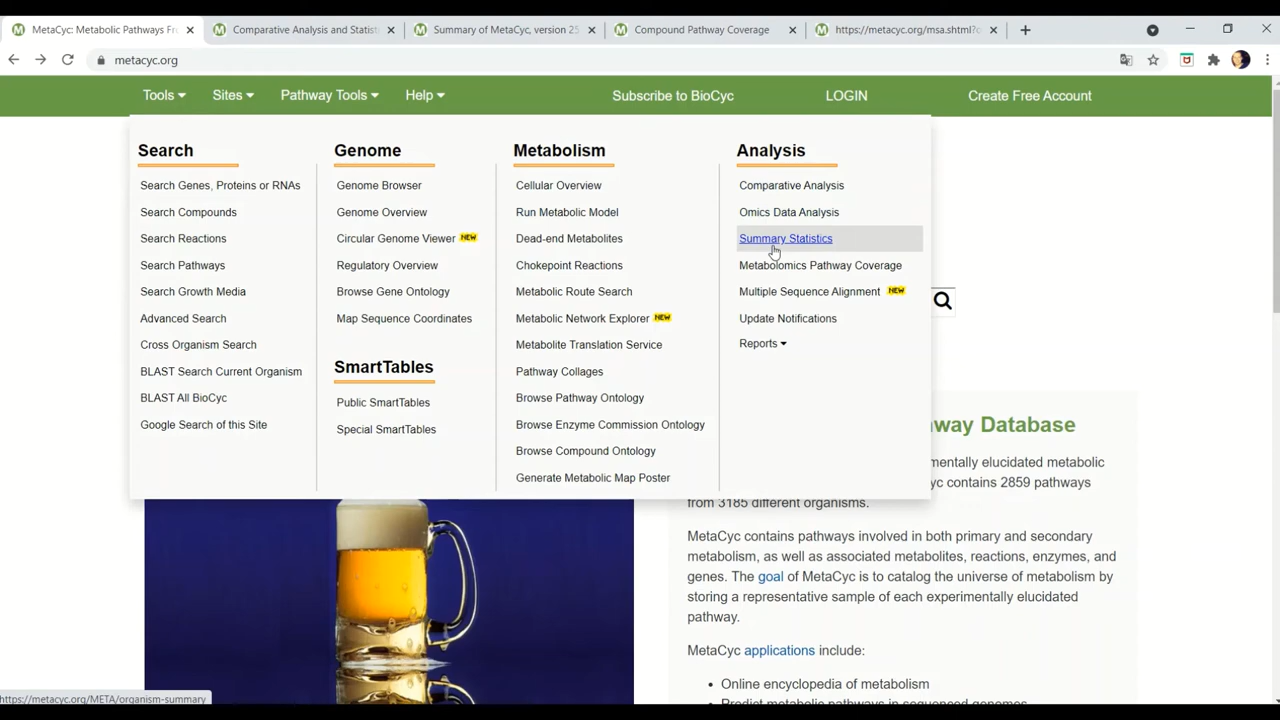 MetaCyc: Metabolic Pathways Fr
Comparative Analysis and Statist
Summary of MetaCyc, version 25
Compound Pathway Coverage
https://metacyc.org/msa.shtml?
metacyc.org
Tools Sites Pathway Tools Help Subscribe to BioCyc LOGIN Create Free Account
Search
Search Genes, Proteins or RNAs
Search Compounds
Search Reactions
Search Pathways
Search Growth Media
Advanced Search
Cross Organism Search
BLAST Search Current Organism
BLAST All BioCyc
Google Search of this Site
Genome
Genome Browser
Genome Overview
Circular Genome Viewer NEW
Regulatory Overview
Browse Gene Ontology
Map Sequence Coordinates
SmartTables
Public SmartTables
Special SmartTables
Metabolism
Cellular Overview
Run Metabolic Model
Dead-end Metabolites
Chokepoint Reactions
Metabolic Route Search
Metabolic Network Explorer NEW
Metabolite Translation Service
Pathway Collages
Browse Pathway Ontology
Browse Enzyme Commission Ontology
Browse Compound Ontology
Generate Metabolic Map Poster
Analysis
Comparative Analysis
Omics Data Analysis
Summary Statistics
Metabolomics Pathway Coverage
Multiple Sequence Alignment NEW
Update Notifications
Reports
way Database
mentally elucidated metabolic
yc contains 2859 pathways
from 3185 different organisms.
MetaCyc contains pathways involved in both primary and secondary
metabolism, as well as associated metabolites, reactions, enzymes, and
genes. The goal of MetaCyc is to catalog the universe of metabolism by
storing a representative sample of each experimentally elucidated
pathway.
MetaCyc applications include:
• Online encyclopedia of metabolism
• Predict metabolic pathways in sequenced genomes
https://metacyc.org/META/organism-summary